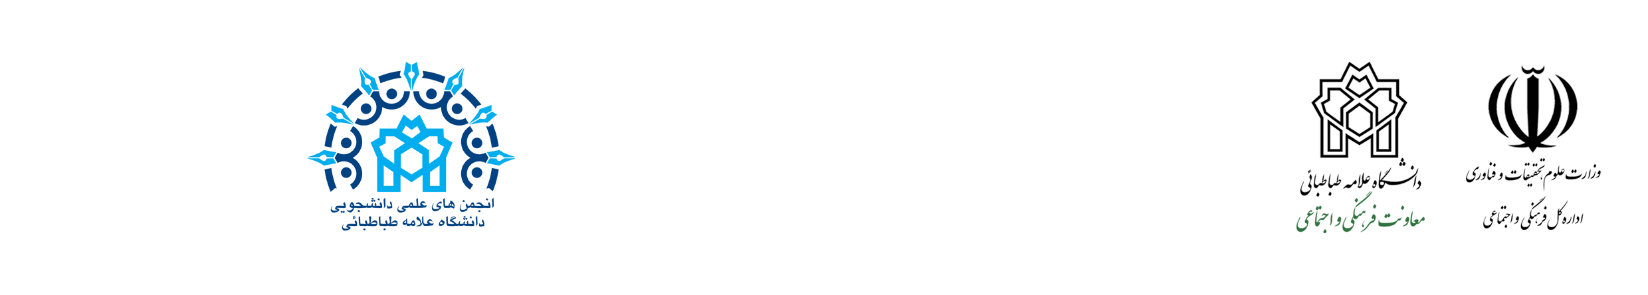 وزارت علوم، تحقیقات و فناوری
اداره کل فرهنگی و اجتماعی
دانشگاه علامه طباطبائی
معاونت فرهنگی و اجتماعی
انجمن های علمی دانشجویی
دانشگاه علامه طباطبائی